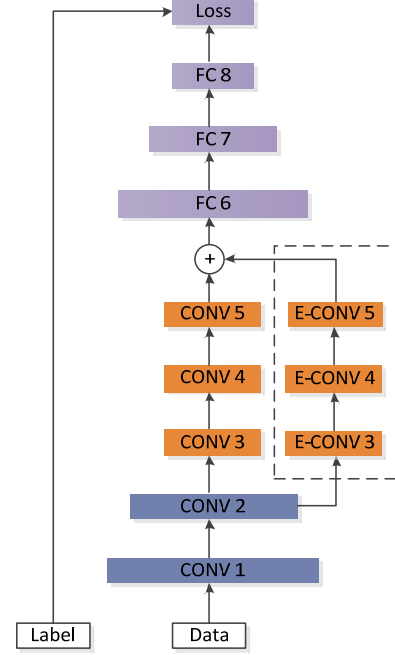 Loss
FC 8
FC 7
FC 6
+
CONV 5
E-CONV 5
CONV 4
E-CONV 4
CONV 3
E-CONV 3
CONV 2
CONV 1
Label
Data